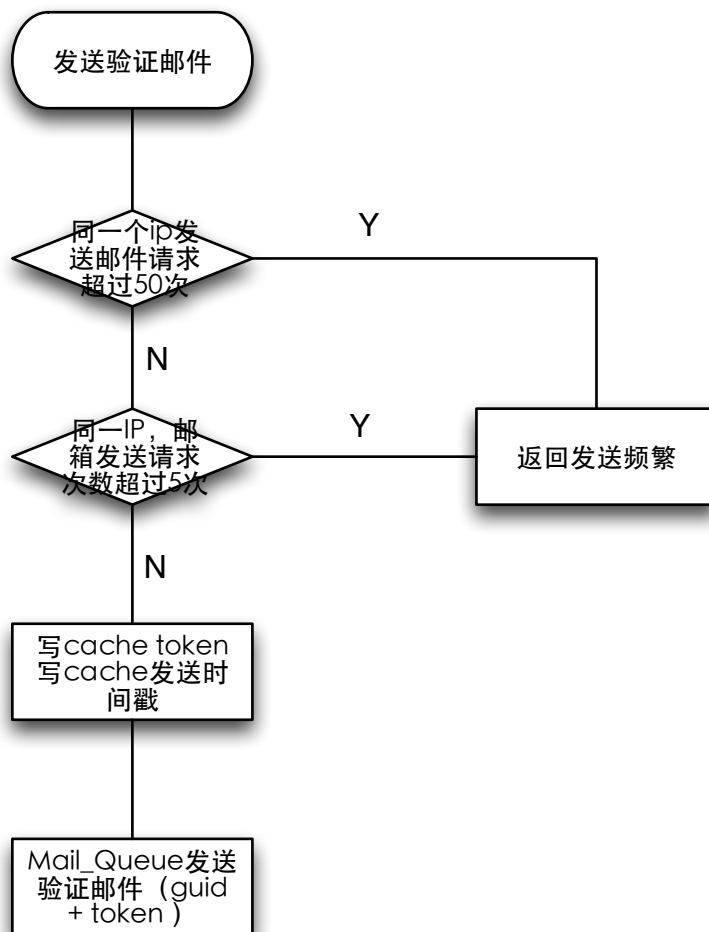 发送验证邮件
同一个ip发
送邮件请求
超过50次
Y
N
同一IP，邮
箱发送请求
次数超过5次
Y
返回发送频繁
N
写cache token
写cache发送时
间戳
Mail_Queue发送
验证邮件（guid
+ token ）